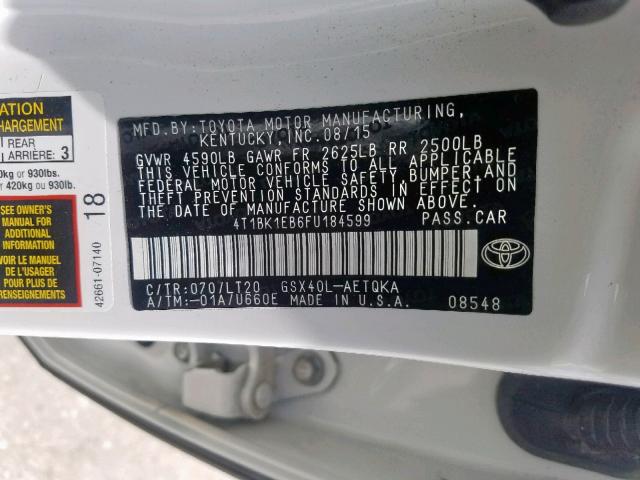 ATION
CHARGEMENT
REAR
ARRIÈRE: 3
0kg or 930lbs.
r 420kg ou 930lb.
SEE OWNER'S
MANUAL FOR
ADDITIONAL
INFORMATION
VOIR LE MANUEL
DE L'USAGER
POUR PLUS DE
RENSEIGNEMENTS
18
42661-07140
MFD. BY: TOYOTA MOTOR MANUFACTURING,
KENTUCKY, INC. 08/15
GVWR 4590LB GAWR FR 2625LB RR 2500LB
THIS VEHICLE CONFORMS TO ALL APPLICABLE
FEDERAL MOTOR VEHICLE SAFETY, BUMPER, AND
THEFT PREVENTION STANDARDS IN EFFECT ON
THE DATE OF MANUFACTURE SHOWN ABOVE.
4T1BK1EB6FU184599 PASS. CAR
C/TR:070/LT20 GSX40L-AETQKA
A/TM:-01A/U660E MADE IN U.S.A.
08548